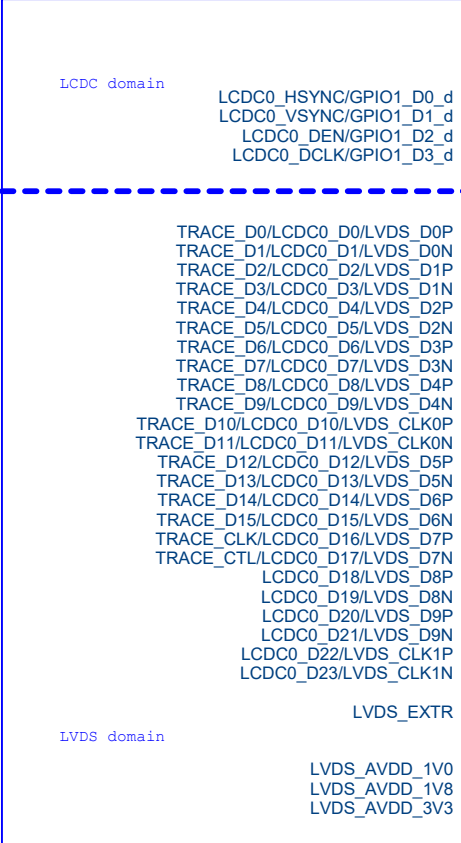 LCDC domain
LCDC0_HSYNC/GPIO1_D0_d
LCDC0_VSYNC/GPIO1_D1_d
LCDC0_DEN/GPIO1_D2_d
LCDC0_DCLK/GPIO1_D3_d
TRACE_D0/LCDC0_D0/LVDS_D0P
TRACE_D1/LCDC0_D1/LVDS_D0N
TRACE_D2/LCDC0_D2/LVDS_D1P
TRACE_D3/LCDC0_D3/LVDS_D1N
TRACE_D4/LCDC0_D4/LVDS_D2P
TRACE_D5/LCDC0_D5/LVDS_D2N
TRACE_D6/LCDC0_D6/LVDS_D3P
TRACE_D7/LCDC0_D7/LVDS_D3N
TRACE_D8/LCDC0_D8/LVDS_D4P
TRACE_D9/LCDC0_D9/LVDS_D4N
TRACE_D10/LCDC0_D10/LVDS_CLK0P
TRACE_D11/LCDC0_D11/LVDS_CLK0N
TRACE_D12/LCDC0_D12/LVDS_D5P
TRACE_D13/LCDC0_D13/LVDS_D5N
TRACE_D14/LCDC0_D14/LVDS_D6P
TRACE_D15/LCDC0_D15/LVDS_D6N
TRACE_CLK/LCDC0_D16/LVDS_D7P
TRACE_CTL/LCDC0_D17/LVDS_D7N
LCDC0_D18/LVDS_D8P
LCDC0_D19/LVDS_D8N
LCDC0_D20/LVDS_D9P
LCDC0_D21/LVDS_D9N
LCDC0_D22/LVDS_CLK1P
LCDC0_D23/LVDS_CLK1N
LVDS_EXTR
LVDS domain
LVDS_AVDD_1V0
LVDS_AVDD_1V8
LVDS_AVDD_3V3